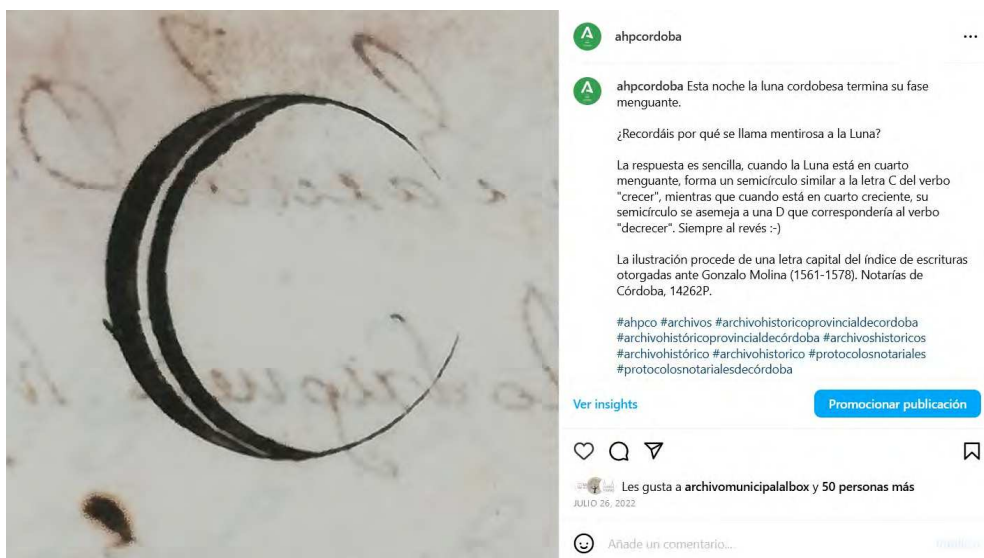 C
ahpcordoba
ahpcordoba Esta noche la luna cordobesa termina su fase
menguante.
¿Recordáis por qué se llama mentirosa a la Luna?
La respuesta es sencilla, cuando la Luna está en cuarto
menguante, forma un semicírculo similar a la letra C del verbo
"crecer", mientras que cuando está en cuarto creciente, su
semicírculo se asemeja a una D que correspondería al verbo
"decrecer". Siempre al revés :-)
La ilustración procede de una letra capital del índice de escrituras
otorgadas ante Gonzalo Molina (1561-1578). Notarías de
Córdoba, 14262P.
#ahpco #archivos #archivohistoricoprovincialdecordoba
#archivohistóricoprovincialdecórdoba #archivoshistoricos
#archivohistórico #archivohistorico #protocolosnotariales
#protocolosnotarialesdecórdoba
Ver insights
Promocionar publicación
Les gusta a archivomunicipalalbox y 50 personas más
JULIO 26, 2022
Añade un comentario...